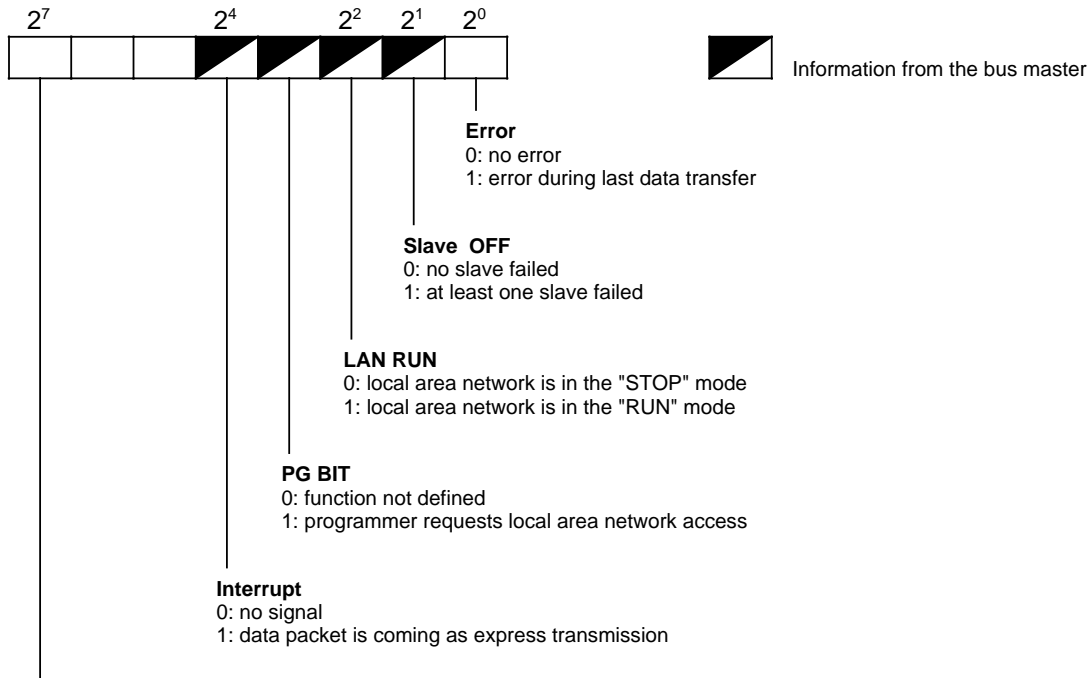 2⁷ 2⁴ 2² 2¹ 2⁰
Information from the bus master
Error
0: no error
1: error during last data transfer
Slave OFF
0: no slave failed
1: at least one slave failed
LAN RUN
0: local area network is in the "STOP" mode
1: local area network is in the "RUN" mode
PG BIT
0: function not defined
1: programmer requests local area network access
Interrupt
0: no signal
1: data packet is coming as express transmission